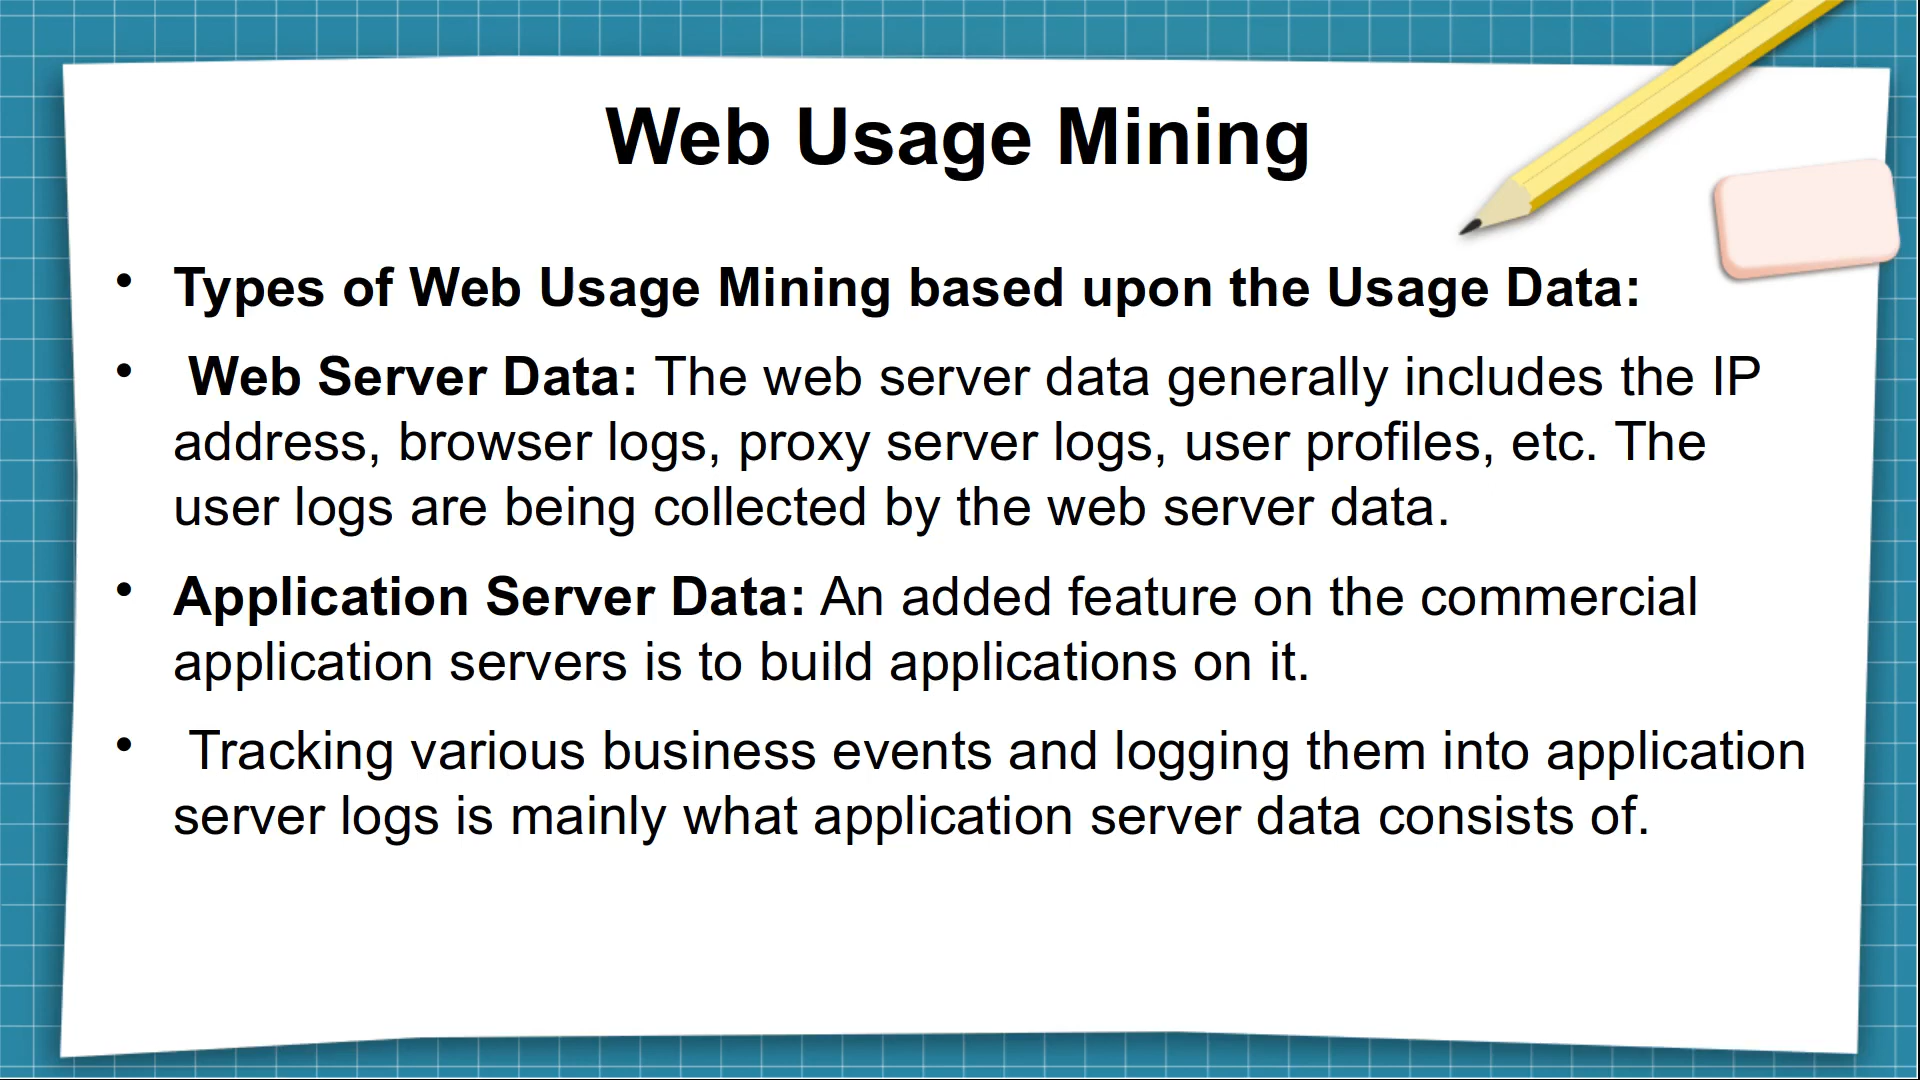 Web Usage Mining
• Types of Web Usage Mining based upon the Usage Data:
• Web Server Data: The web server data generally includes the IP
address, browser logs, proxy server logs, user profiles, etc. The
user logs are being collected by the web server data.
• Application Server Data: An added feature on the commercial
application servers is to build applications on it.
• Tracking various business events and logging them into application
server logs is mainly what application server data consists of.